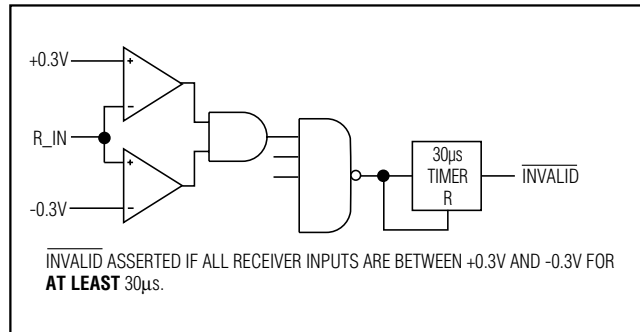 +0.3V
+
-
R_IN
+
-
-0.3V
30µs
TIMER
R
INVALID
INVALID ASSERTED IF ALL RECEIVER INPUTS ARE BETWEEN +0.3V AND -0.3V FOR
AT LEAST 30µs.